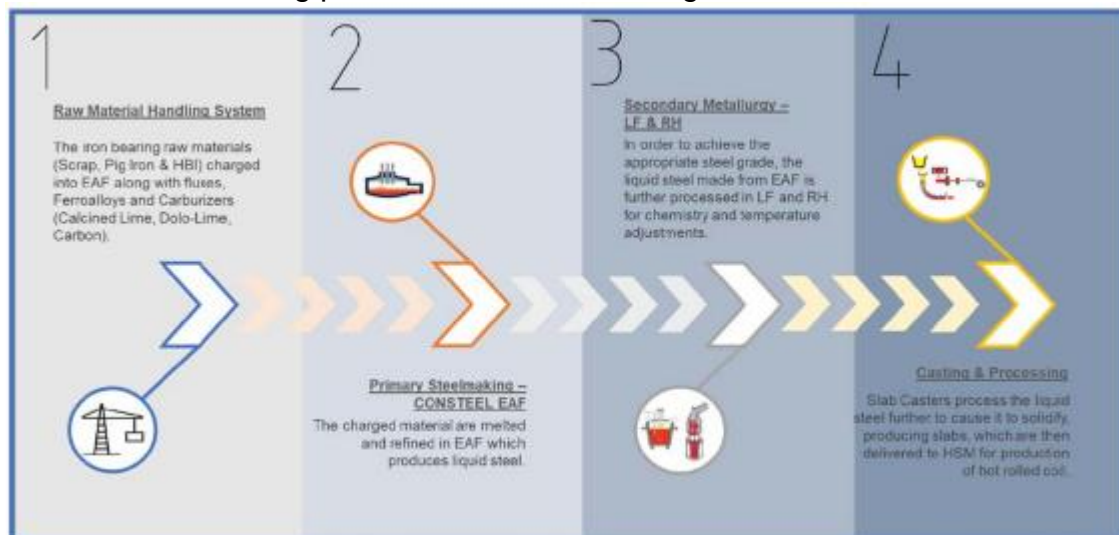 1
Raw Material Handling System
The iron bearing raw materials
(Scrap, Pig Iron & HBI) charged
into EAF along with fluxes,
Ferroalloys and Carburizers
(Calcined Lime, Dolo-Lime,
Carbon).
2
Primary Steelmaking –
CONSTEEL EAF
The charged material are melted
and refined in EAF which
produces liquid steel.
3
Secondary Metallurgy –
LF & RH
In order to achieve the
appropriate steel grade, the
liquid steel made from EAF is
further processed in LF and RH
for chemistry and temperature
adjustments.
4
Casting & Processing
Slab Casters process the liquid
steel further to cause it to solidify,
producing slabs, which are then
delivered to HSM for production
of hot rolled coil.